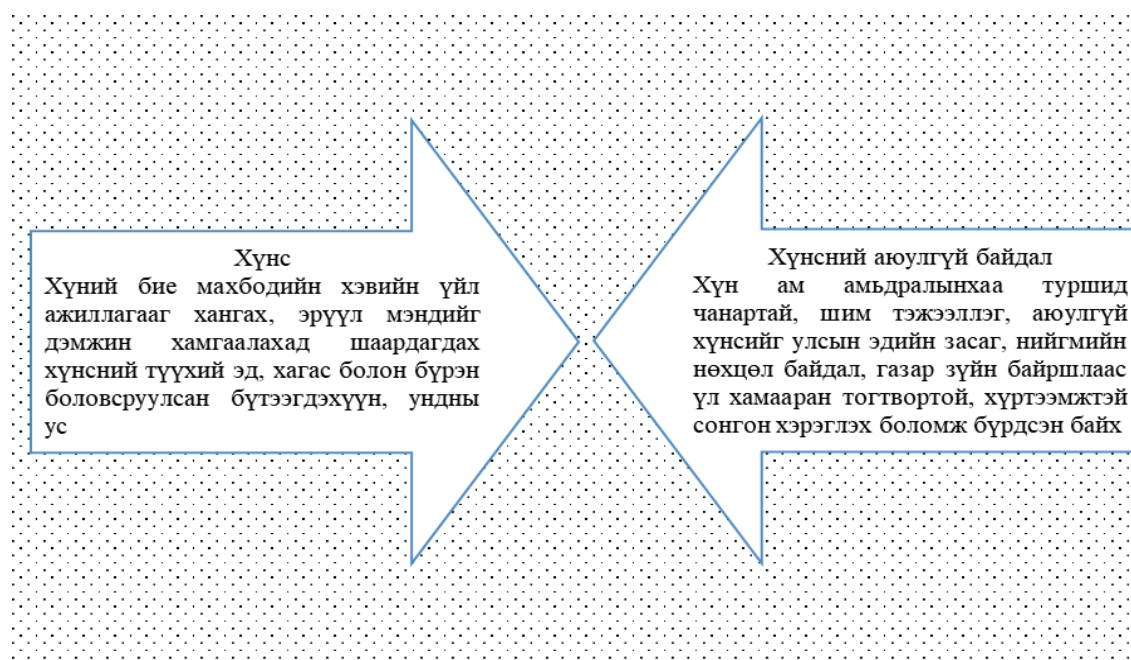 Хүнс
Хүний бие махбодийн хэвийн үйл
ажиллагааг хангах, эрүүл мэндийг
дэмжин хамгаалахад шаардагдах
хүнсний түүхий эд, хагас болон бүрэн
боловсруулсан бүтээгдэхүүн, ундны
ус
Хүнсний аюулгүй байдал
Хүн ам амьдралынхаа туршид
чанартай, шим тэжээллэг, аюулгүй
хүнсийг улсын эдийн засаг, нийгмийн
нөхцөл байдал, газар зүйн байршлаас
үл хамааран тогтвортой, хүртээмжтэй
сонгон хэрэглэх боломж бүрдсэн байх